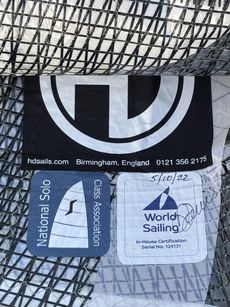 hdsails.com Birmingham, England 0121 356 2175
National Solo
Class Association
5/10/22
World
Sailing
In-House Certification
Serial No: 124131